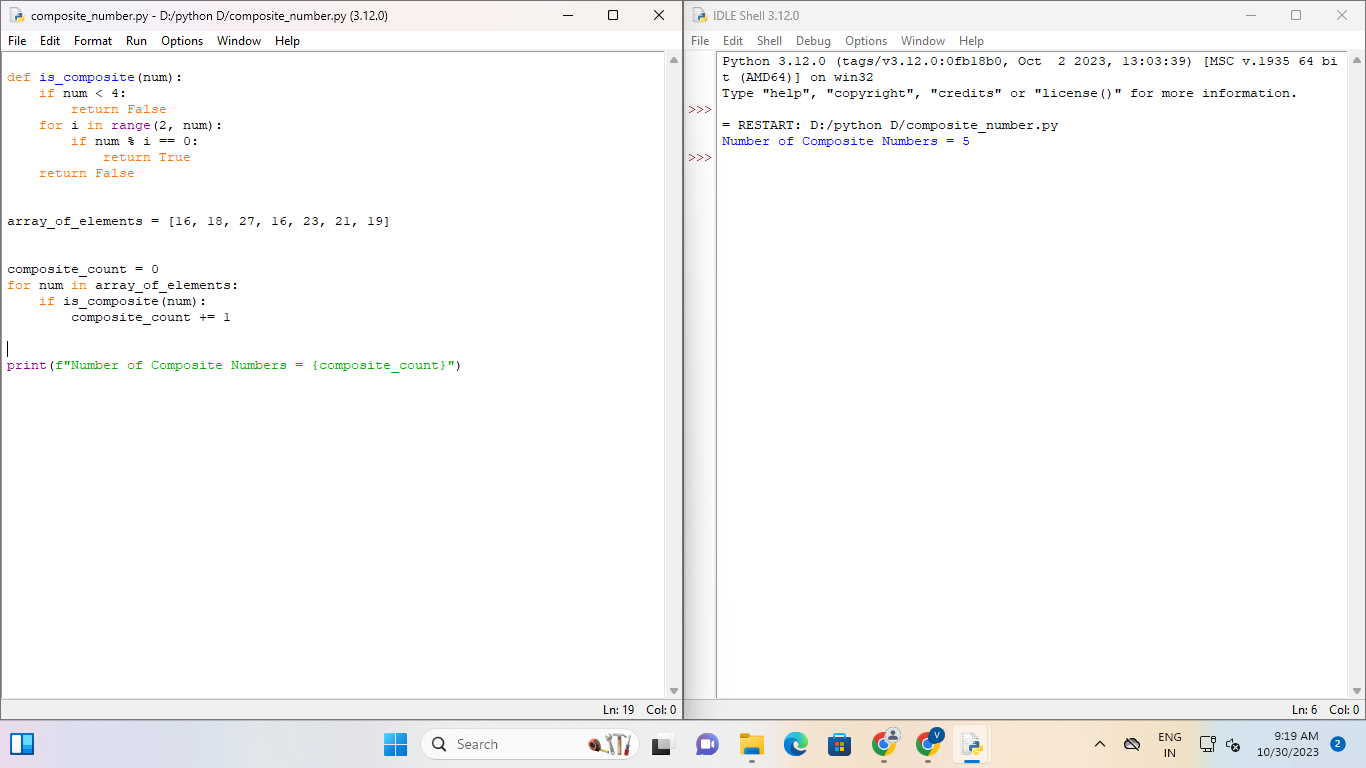 composite_number.py - D:/python D/composite_number.py (3.12.0)
File Edit Format Run Options Window Help
def is_composite(num):
    if num < 4:
        return False
    for i in range(2, num):
        if num % i == 0:
            return True
    return False
array_of_elements = [16, 18, 27, 16, 23, 21, 19]
composite_count = 0
for num in array_of_elements:
    if is_composite(num):
        composite_count += 1
print(f"Number of Composite Numbers = {composite_count}")
Ln: 19 Col: 0
IDLE Shell 3.12.0
File Edit Shell Debug Options Window Help
Python 3.12.0 (tags/v3.12.0:0fb18b0, Oct  2 2023, 13:03:39) [MSC v.1935 64 bi
t (AMD64)] on win32
Type "help", "copyright", "credits" or "license()" for more information.
>>>
= RESTART: D:/python D/composite_number.py
Number of Composite Numbers = 5
>>>
Ln: 6 Col: 0
Search
V
ENG
IN
9:19 AM
10/30/2023
2